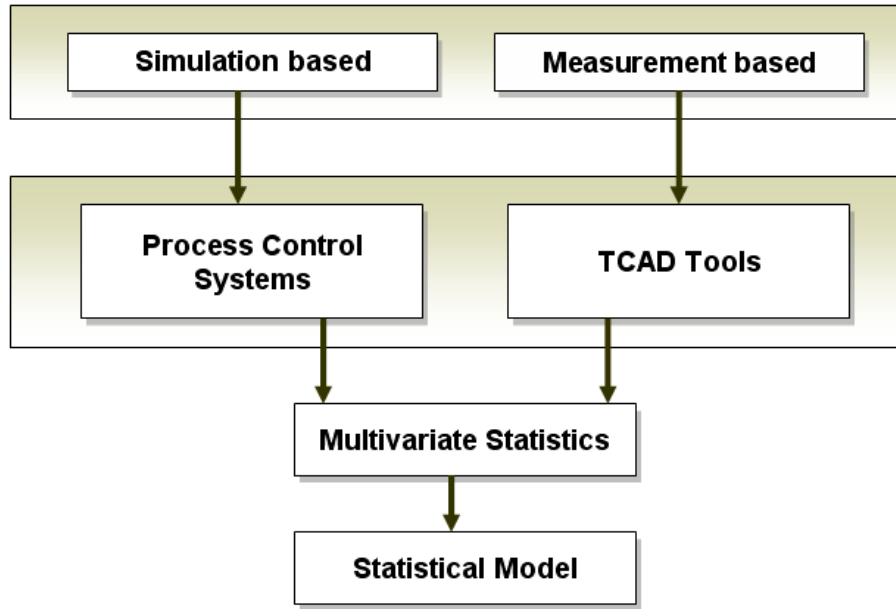 Simulation based
Measurement based
Process Control
Systems
TCAD Tools
Multivariate Statistics
Statistical Model